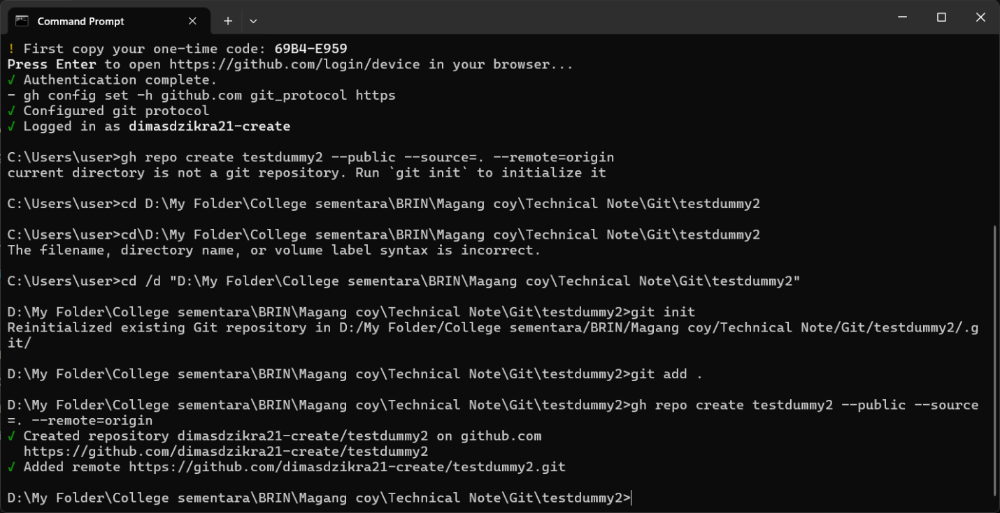 Command Prompt
! First copy your one-time code: 69B4-E959
Press Enter to open https://github.com/login/device in your browser...
✓ Authentication complete.
- gh config set -h github.com git_protocol https
✓ Configured git protocol
✓ Logged in as dimasdzikra21-create
C:\Users\user>gh repo create testdummy2 --public --source=. --remote=origin
current directory is not a git repository. Run `git init` to initialize it
C:\Users\user>cd D:\My Folder\College sementara\BRIN\Magang coy\Technical Note\Git\testdummy2
C:\Users\user>cd\D:\My Folder\College sementara\BRIN\Magang coy\Technical Note\Git\testdummy2
The filename, directory name, or volume label syntax is incorrect.
C:\Users\user>cd /d "D:\My Folder\College sementara\BRIN\Magang coy\Technical Note\Git\testdummy2"
D:\My Folder\College sementara\BRIN\Magang coy\Technical Note\Git\testdummy2>git init
Reinitialized existing Git repository in D:/My Folder/College sementara/BRIN/Magang coy/Technical Note/Git/testdummy2/.g
it/
D:\My Folder\College sementara\BRIN\Magang coy\Technical Note\Git\testdummy2>git add .
D:\My Folder\College sementara\BRIN\Magang coy\Technical Note\Git\testdummy2>gh repo create testdummy2 --public --source
=. --remote=origin
✓ Created repository dimasdzikra21-create/testdummy2 on github.com
https://github.com/dimasdzikra21-create/testdummy2
✓ Added remote https://github.com/dimasdzikra21-create/testdummy2.git
D:\My Folder\College sementara\BRIN\Magang coy\Technical Note\Git\testdummy2>